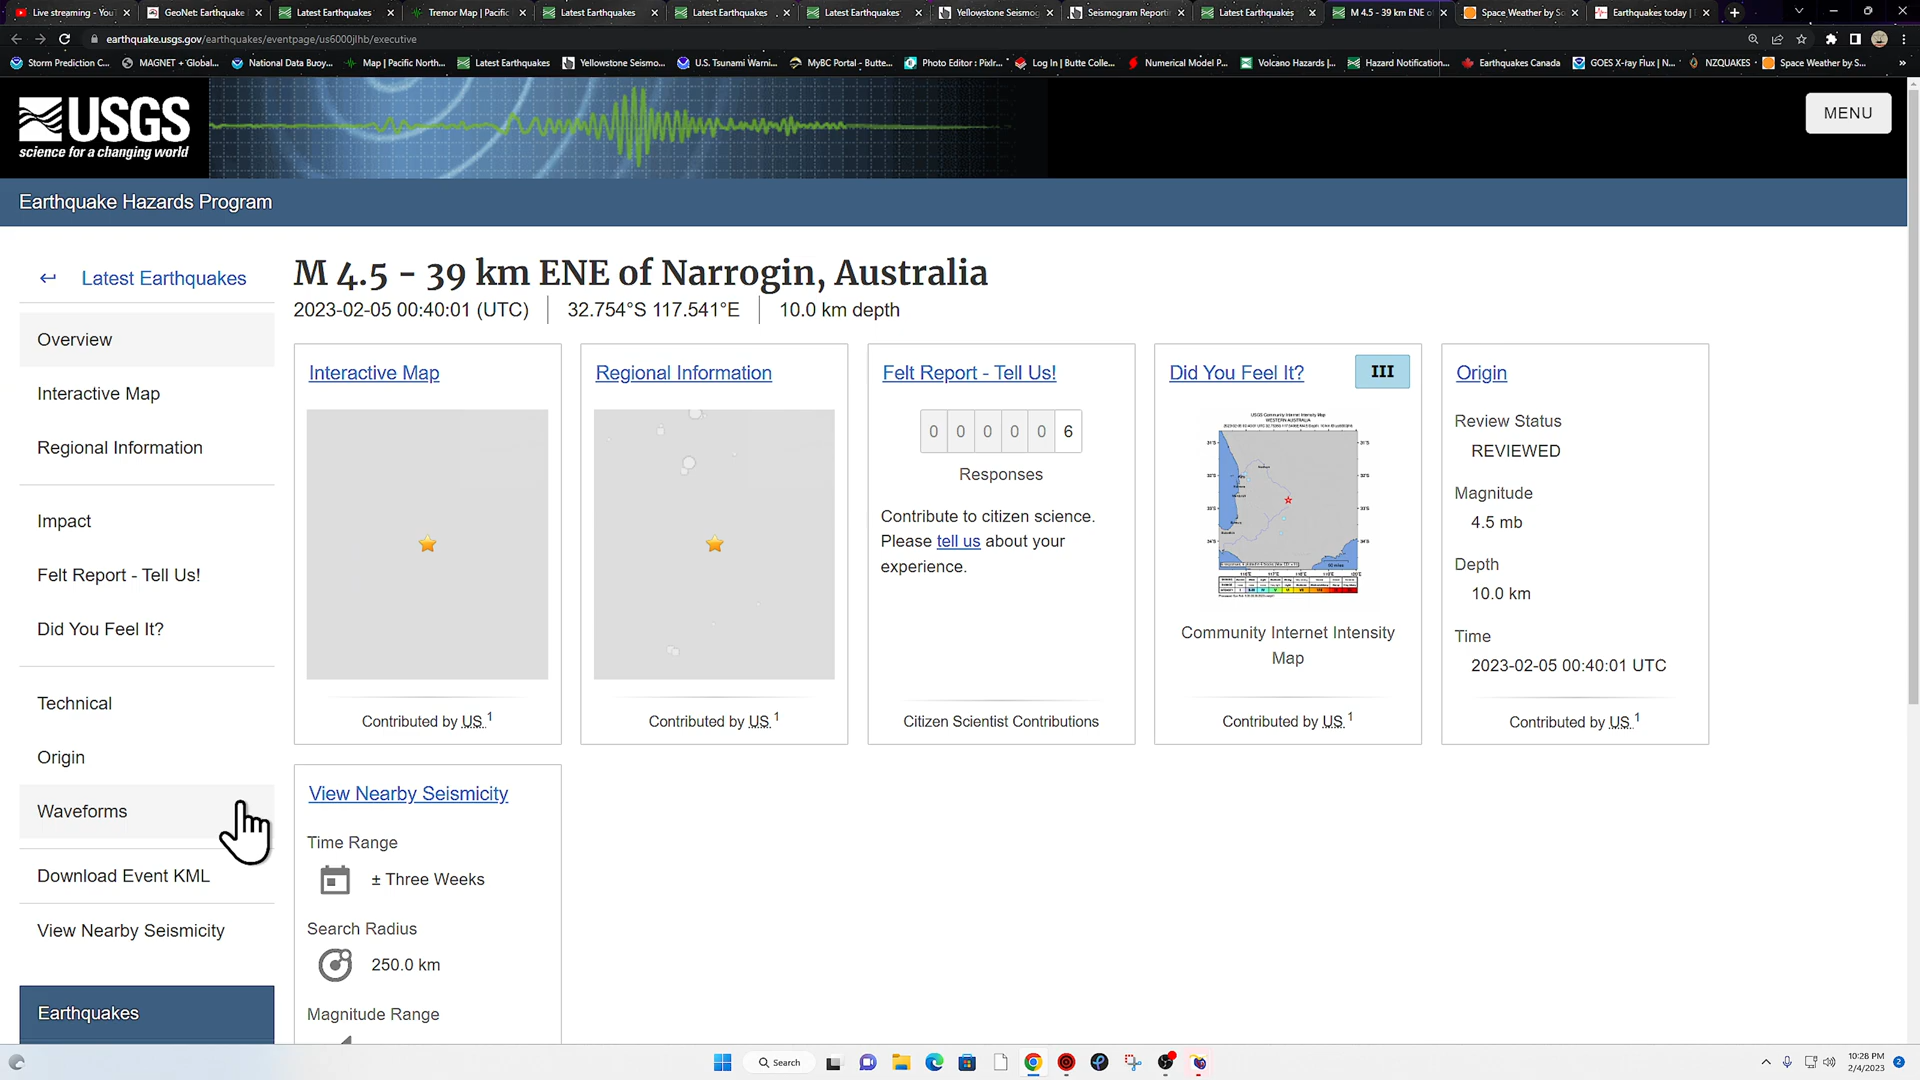 Live streaming - You
GeoNet: Earthquake
Latest Earthquakes
Tremor Map | Pacific
Latest Earthquakes
Latest Earthquakes
Latest Earthquakes
Yellowstone Seismog
Seismogram Reportin
Latest Earthquakes
M 4.5 - 39 km ENE o
Space Weather by So
Earthquakes today |
earthquake.usgs.gov/earthquakes/eventpage/us6000jlhb/executive
Storm Prediction C...
MAGNET + Global...
National Data Buoy...
Map | Pacific North...
Latest Earthquakes
Yellowstone Seismo...
U.S. Tsunami Warni...
MyBC Portal - Butte...
Photo Editor : Pixlr...
Log In | Butte Colle...
Numerical Model P...
Volcano Hazards |...
Hazard Notification...
Earthquakes Canada
GOES X-ray Flux | N...
NZQUAKES
Space Weather by S...
USGS
science for a changing world
MENU
Earthquake Hazards Program
Latest Earthquakes
Overview
Interactive Map
Regional Information
Impact
Felt Report - Tell Us!
Did You Feel It?
Technical
Origin
Waveforms
Download Event KML
View Nearby Seismicity
Earthquakes
M 4.5 - 39 km ENE of Narrogin, Australia
2023-02-05 00:40:01 (UTC) 32.754°S 117.541°E 10.0 km depth
Interactive Map
Contributed by US 1
Regional Information
Contributed by US 1
Felt Report - Tell Us!
0 0 0 0 0 6
Responses
Contribute to citizen science.
Please tell us about your
experience.
Citizen Scientist Contributions
Did You Feel It?
III
Community Internet Intensity
Map
Contributed by US 1
Origin
Review Status
REVIEWED
Magnitude
4.5 mb
Depth
10.0 km
Time
2023-02-05 00:40:01 UTC
Contributed by US 1
View Nearby Seismicity
Time Range
± Three Weeks
Search Radius
250.0 km
Magnitude Range
Search
10:28 PM
2/4/2023
2